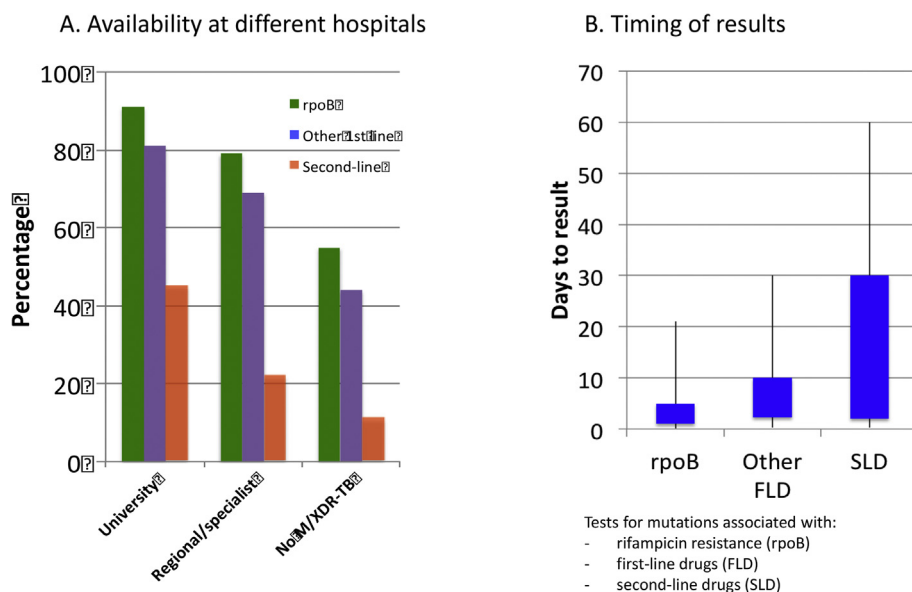 A. Availability at different hospitals
100
80
60
40
20
0
Percentage
rpoB
Other 1st line
Second-line
University
Regional/specialist
No M/XDR-TB
B. Timing of results
70
60
50
40
30
20
10
0
Days to result
rpoB
Other
FLD
SLD
Tests for mutations associated with:
- rifampicin resistance (rpoB)
- first-line drugs (FLD)
- second-line drugs (SLD)